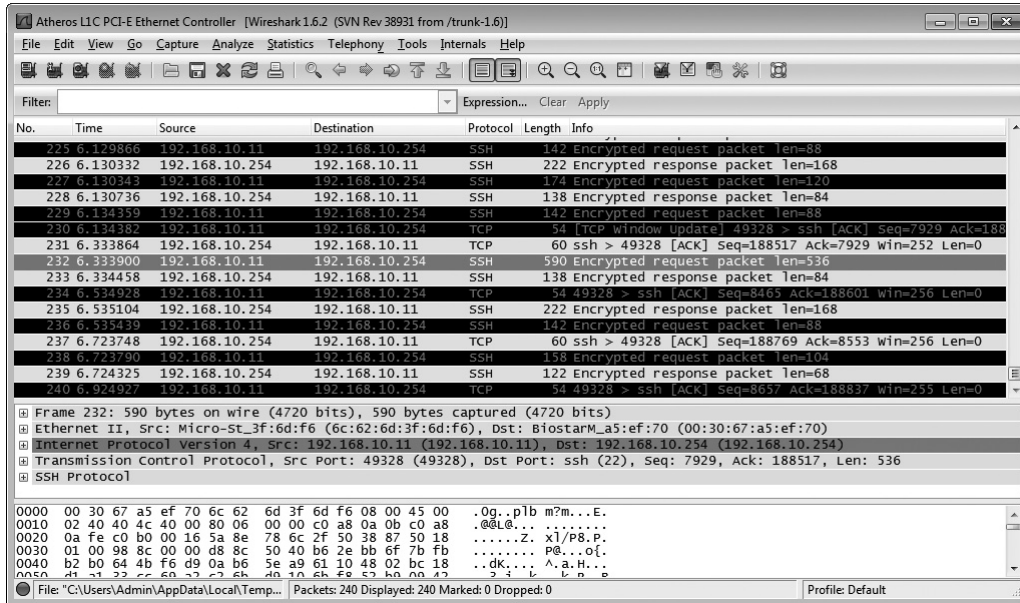 Atheros L1C PCI-E Ethernet Controller [Wireshark 1.6.2 (SVN Rev 38931 from /trunk-1.6)]
File Edit View Go Capture Analyze Statistics Telephony Tools Internals Help
Filter: Expression... Clear Apply
No. Time Source Destination Protocol Length Info
225 6.129866 192.168.10.11 192.168.10.254 SSH 142 Encrypted request packet len=88
226 6.130332 192.168.10.254 192.168.10.11 SSH 222 Encrypted response packet len=168
227 6.130343 192.168.10.11 192.168.10.254 SSH 174 Encrypted request packet len=120
228 6.130736 192.168.10.254 192.168.10.11 SSH 138 Encrypted response packet len=84
229 6.134359 192.168.10.11 192.168.10.254 SSH 142 Encrypted request packet len=88
230 6.134382 192.168.10.11 192.168.10.254 TCP 54 [TCP Window Update] 49328 > ssh [ACK] Seq=7929 Ack=188
231 6.333864 192.168.10.254 192.168.10.11 TCP 60 ssh > 49328 [ACK] Seq=188517 Ack=7929 Win=252 Len=0
232 6.333900 192.168.10.11 192.168.10.254 SSH 590 Encrypted request packet len=536
233 6.334458 192.168.10.254 192.168.10.11 SSH 138 Encrypted response packet len=84
234 6.534928 192.168.10.11 192.168.10.254 TCP 54 49328 > ssh [ACK] Seq=8465 Ack=188601 Win=256 Len=0
235 6.535104 192.168.10.254 192.168.10.11 SSH 222 Encrypted response packet len=168
236 6.535439 192.168.10.11 192.168.10.254 SSH 142 Encrypted request packet len=88
237 6.723748 192.168.10.254 192.168.10.11 TCP 60 ssh > 49328 [ACK] Seq=188769 Ack=8553 Win=256 Len=0
238 6.723790 192.168.10.11 192.168.10.254 SSH 158 Encrypted request packet len=104
239 6.724325 192.168.10.254 192.168.10.11 SSH 122 Encrypted response packet len=68
240 6.924927 192.168.10.11 192.168.10.254 TCP 54 49328 > ssh [ACK] Seq=8657 Ack=188837 Win=255 Len=0
Frame 232: 590 bytes on wire (4720 bits), 590 bytes captured (4720 bits)
Ethernet II, Src: Micro-St_3f:6d:f6 (6c:62:6d:3f:6d:f6), Dst: BiostarM_a5:ef:70 (00:30:67:a5:ef:70)
Internet Protocol Version 4, Src: 192.168.10.11 (192.168.10.11), Dst: 192.168.10.254 (192.168.10.254)
Transmission Control Protocol, Src Port: 49328 (49328), Dst Port: ssh (22), Seq: 7929, Ack: 188517, Len: 536
SSH Protocol
0000 00 30 67 a5 ef 70 6c 62 6d 3f 6d f6 08 00 45 00 .0g..plb m?m...E.
0010 02 40 40 4c 40 00 80 06 00 00 c0 a8 0a 0b c0 a8 .@@L@... ........
0020 0a fe c0 b0 00 16 5a 8e 78 6c 2f 50 38 87 50 18 ......Z. xl/P8.P.
0030 01 00 98 8c 00 00 d8 8c 50 40 b6 2e bb 6f 7b fb ........ P@...o{.
0040 b2 b0 64 4b f6 d9 0a b6 5e a9 61 10 48 02 bc 18 ..dK.... ^.a.H...
0050 d1 a1 33 cc 69 a2 c2 6b d9 10 6b f8 52 b9 09 42 ..3.i..k ..k.R..B
File: "C:\Users\Admin\AppData\Local\Temp... Packets: 240 Displayed: 240 Marked: 0 Dropped: 0 Profile: Default